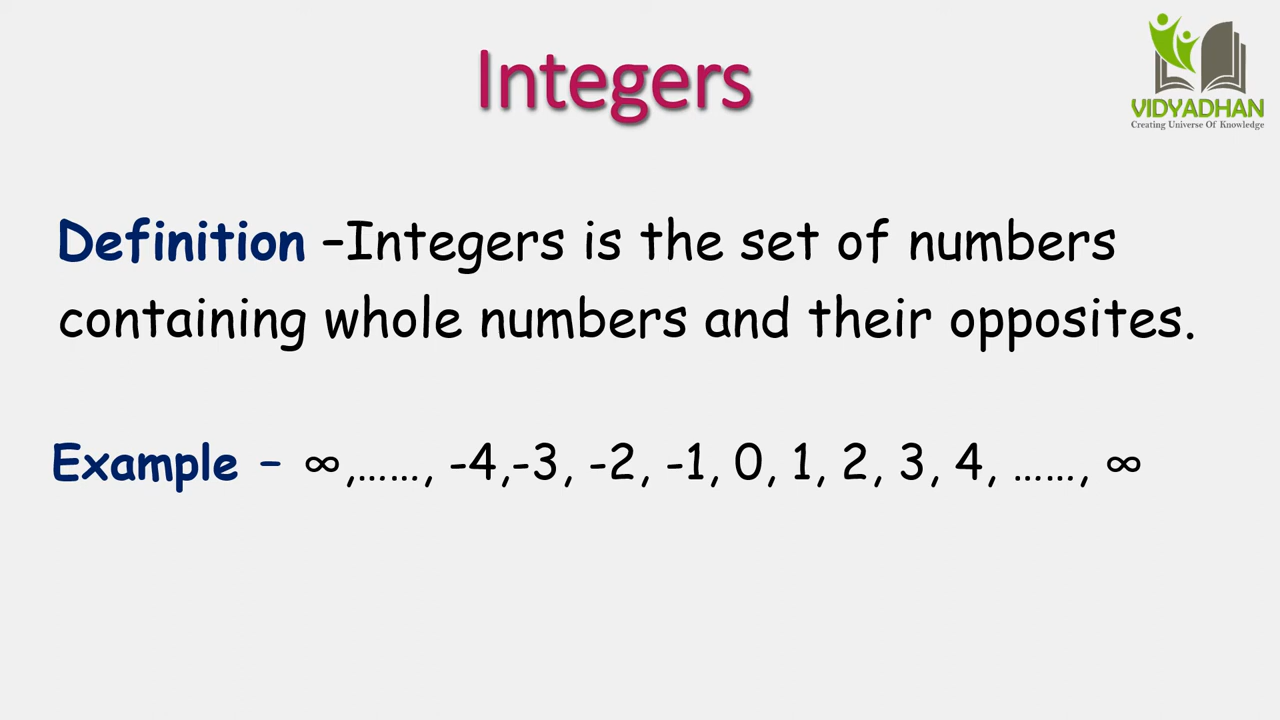 Integers
VIDYADHAN
Creating Universe Of Knowledge
Definition –Integers is the set of numbers
containing whole numbers and their opposites.
Example – ∞,……, -4,-3, -2, -1, 0, 1, 2, 3, 4, ……, ∞